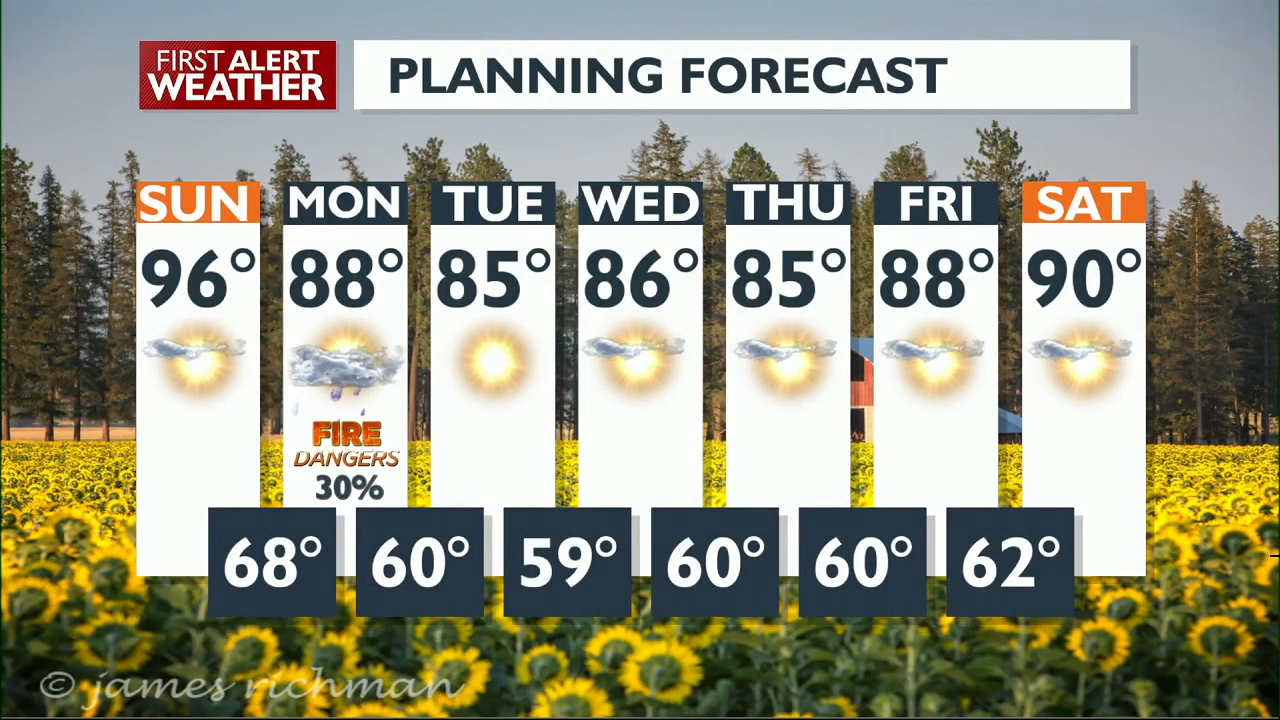 FIRST ALERT
WEATHER
PLANNING FORECAST
SUN MON TUE WED THU FRI SAT
96° 88° 85° 86° 85° 88° 90°
FIRE
DANGERS
30%
68° 60° 59° 60° 60° 62°
© james richman